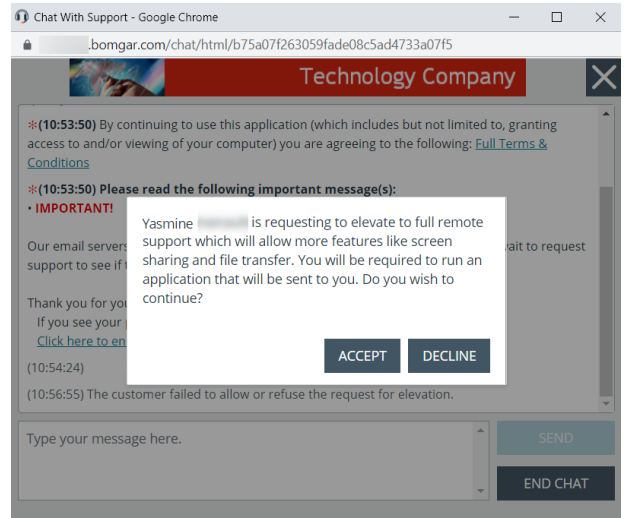 Chat With Support - Google Chrome
.bomgar.com/chat/html/b75a07f263059fade08c5ad4733a07f5
Technology Company
*(10:53:50) By continuing to use this application (which includes but not limited to, granting
access to and/or viewing of your computer) you are agreeing to the following: Full Terms &
Conditions
*(10:53:50) Please read the following important message(s):
• IMPORTANT!
Our email servers
ait to request
support to see if
Thank you for you
If you see your
Click here to en
(10:54:24)
(10:56:55) The customer failed to allow or refuse the request for elevation.
Yasmine is requesting to elevate to full remote
support which will allow more features like screen
sharing and file transfer. You will be required to run an
application that will be sent to you. Do you wish to
continue?
ACCEPT DECLINE
Type your message here.
SEND
END CHAT